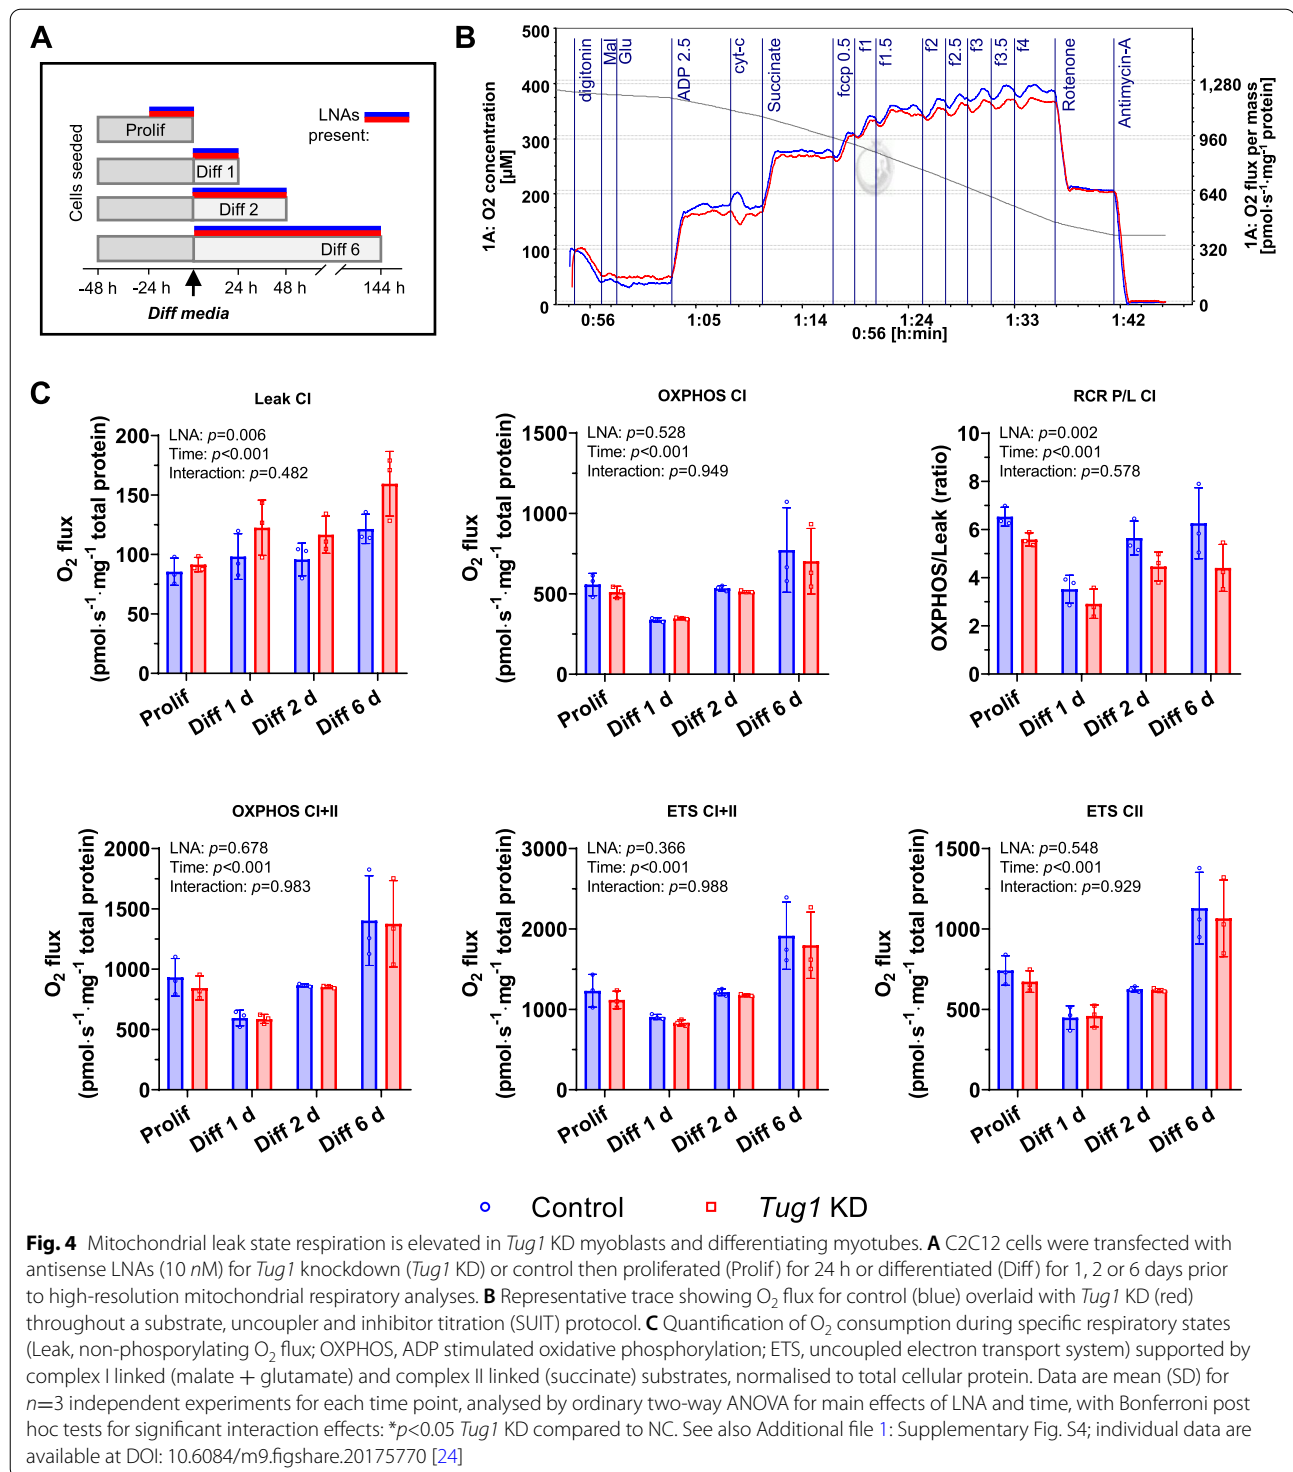 A
Cells seeded
Prolif
Diff 1
Diff 2
Diff 6
LNAs
present:
-48 h -24 h 24 h 48 h 144 h
Diff media
B
1A: O2 concentration
[µM]
500
400
300
200
100
0
digitonin
Mal
Glu
ADP 2.5
cyt-c
Succinate
fccp 0.5
f1
f1.5
f2
f2.5
f3
f3.5
f4
Rotenone
Antimycin-A
1,280
960
640
320
0
1A: O2 flux per mass
[pmol·s-1·mg-1 protein]
0:56 1:05 1:14 1:24 1:33 1:42
0:56 [h:min]
C
Leak CI
LNA: p=0.006
Time: p<0.001
Interaction: p=0.482
O2 flux
(pmol·s-1·mg-1 total protein)
200
150
100
50
0
Prolif Diff 1 d Diff 2 d Diff 6 d
OXPHOS CI
LNA: p=0.528
Time: p<0.001
Interaction: p=0.949
O2 flux
(pmol·s-1·mg-1 total protein)
1500
1000
500
0
Prolif Diff 1 d Diff 2 d Diff 6 d
RCR P/L CI
LNA: p=0.002
Time: p<0.001
Interaction: p=0.578
OXPHOS/Leak (ratio)
10
8
6
4
2
0
Prolif Diff 1 d Diff 2 d Diff 6 d
OXPHOS CI+II
LNA: p=0.678
Time: p<0.001
Interaction: p=0.983
O2 flux
(pmol·s-1·mg-1 total protein)
2000
1500
1000
500
0
Prolif Diff 1 d Diff 2 d Diff 6 d
ETS CI+II
LNA: p=0.366
Time: p<0.001
Interaction: p=0.988
O2 flux
(pmol·s-1·mg-1 total protein)
3000
2000
1000
0
Prolif Diff 1 d Diff 2 d Diff 6 d
ETS CII
LNA: p=0.548
Time: p<0.001
Interaction: p=0.929
O2 flux
(pmol·s-1·mg-1 total protein)
1500
1000
500
0
Prolif Diff 1 d Diff 2 d Diff 6 d
Control Tug1 KD
Fig. 4 Mitochondrial leak state respiration is elevated in Tug1 KD myoblasts and differentiating myotubes. A C2C12 cells were transfected with
antisense LNAs (10 nM) for Tug1 knockdown (Tug1 KD) or control then proliferated (Prolif) for 24 h or differentiated (Diff) for 1, 2 or 6 days prior
to high-resolution mitochondrial respiratory analyses. B Representative trace showing O2 flux for control (blue) overlaid with Tug1 KD (red)
throughout a substrate, uncoupler and inhibitor titration (SUIT) protocol. C Quantification of O2 consumption during specific respiratory states
(Leak, non-phosporylating O2 flux; OXPHOS, ADP stimulated oxidative phosphorylation; ETS, uncoupled electron transport system) supported by
complex I linked (malate + glutamate) and complex II linked (succinate) substrates, normalised to total cellular protein. Data are mean (SD) for
n=3 independent experiments for each time point, analysed by ordinary two-way ANOVA for main effects of LNA and time, with Bonferroni post
hoc tests for significant interaction effects: *p<0.05 Tug1 KD compared to NC. See also Additional file 1: Supplementary Fig. S4; individual data are
available at DOI: 10.6084/m9.figshare.20175770 [24]